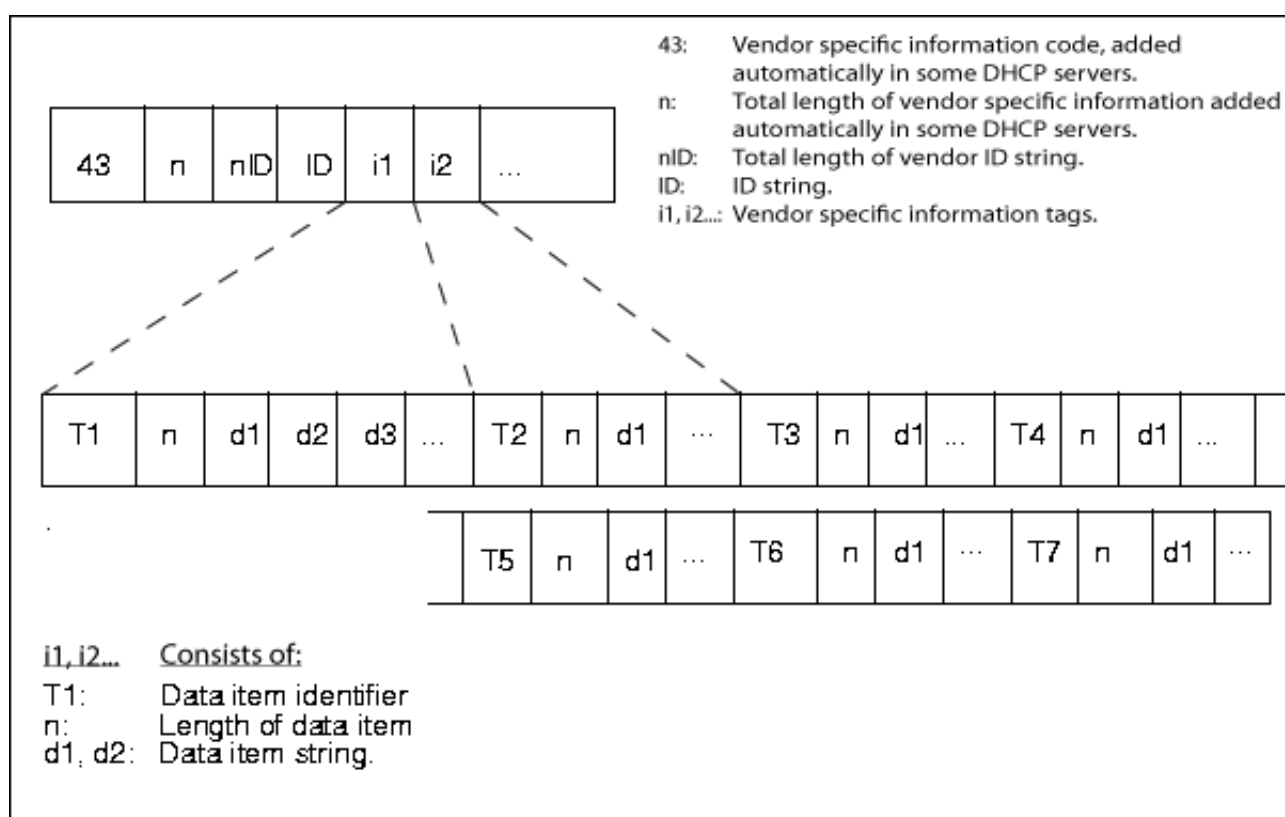 43: Vendor specific information code, added
automatically in some DHCP servers.
n: Total length of vendor specific information added
automatically in some DHCP servers.
nID: Total length of vendor ID string.
ID: ID string.
i1, i2...: Vendor specific information tags.
43 n nID ID i1 i2 ...
T1 n d1 d2 d3 ... T2 n d1 ... T3 n d1 ... T4 n d1 ...
T5 n d1 ... T6 n d1 ... T7 n d1 ...
i1, i2... Consists of:
T1: Data item identifier
n: Length of data item
d1, d2: Data item string.